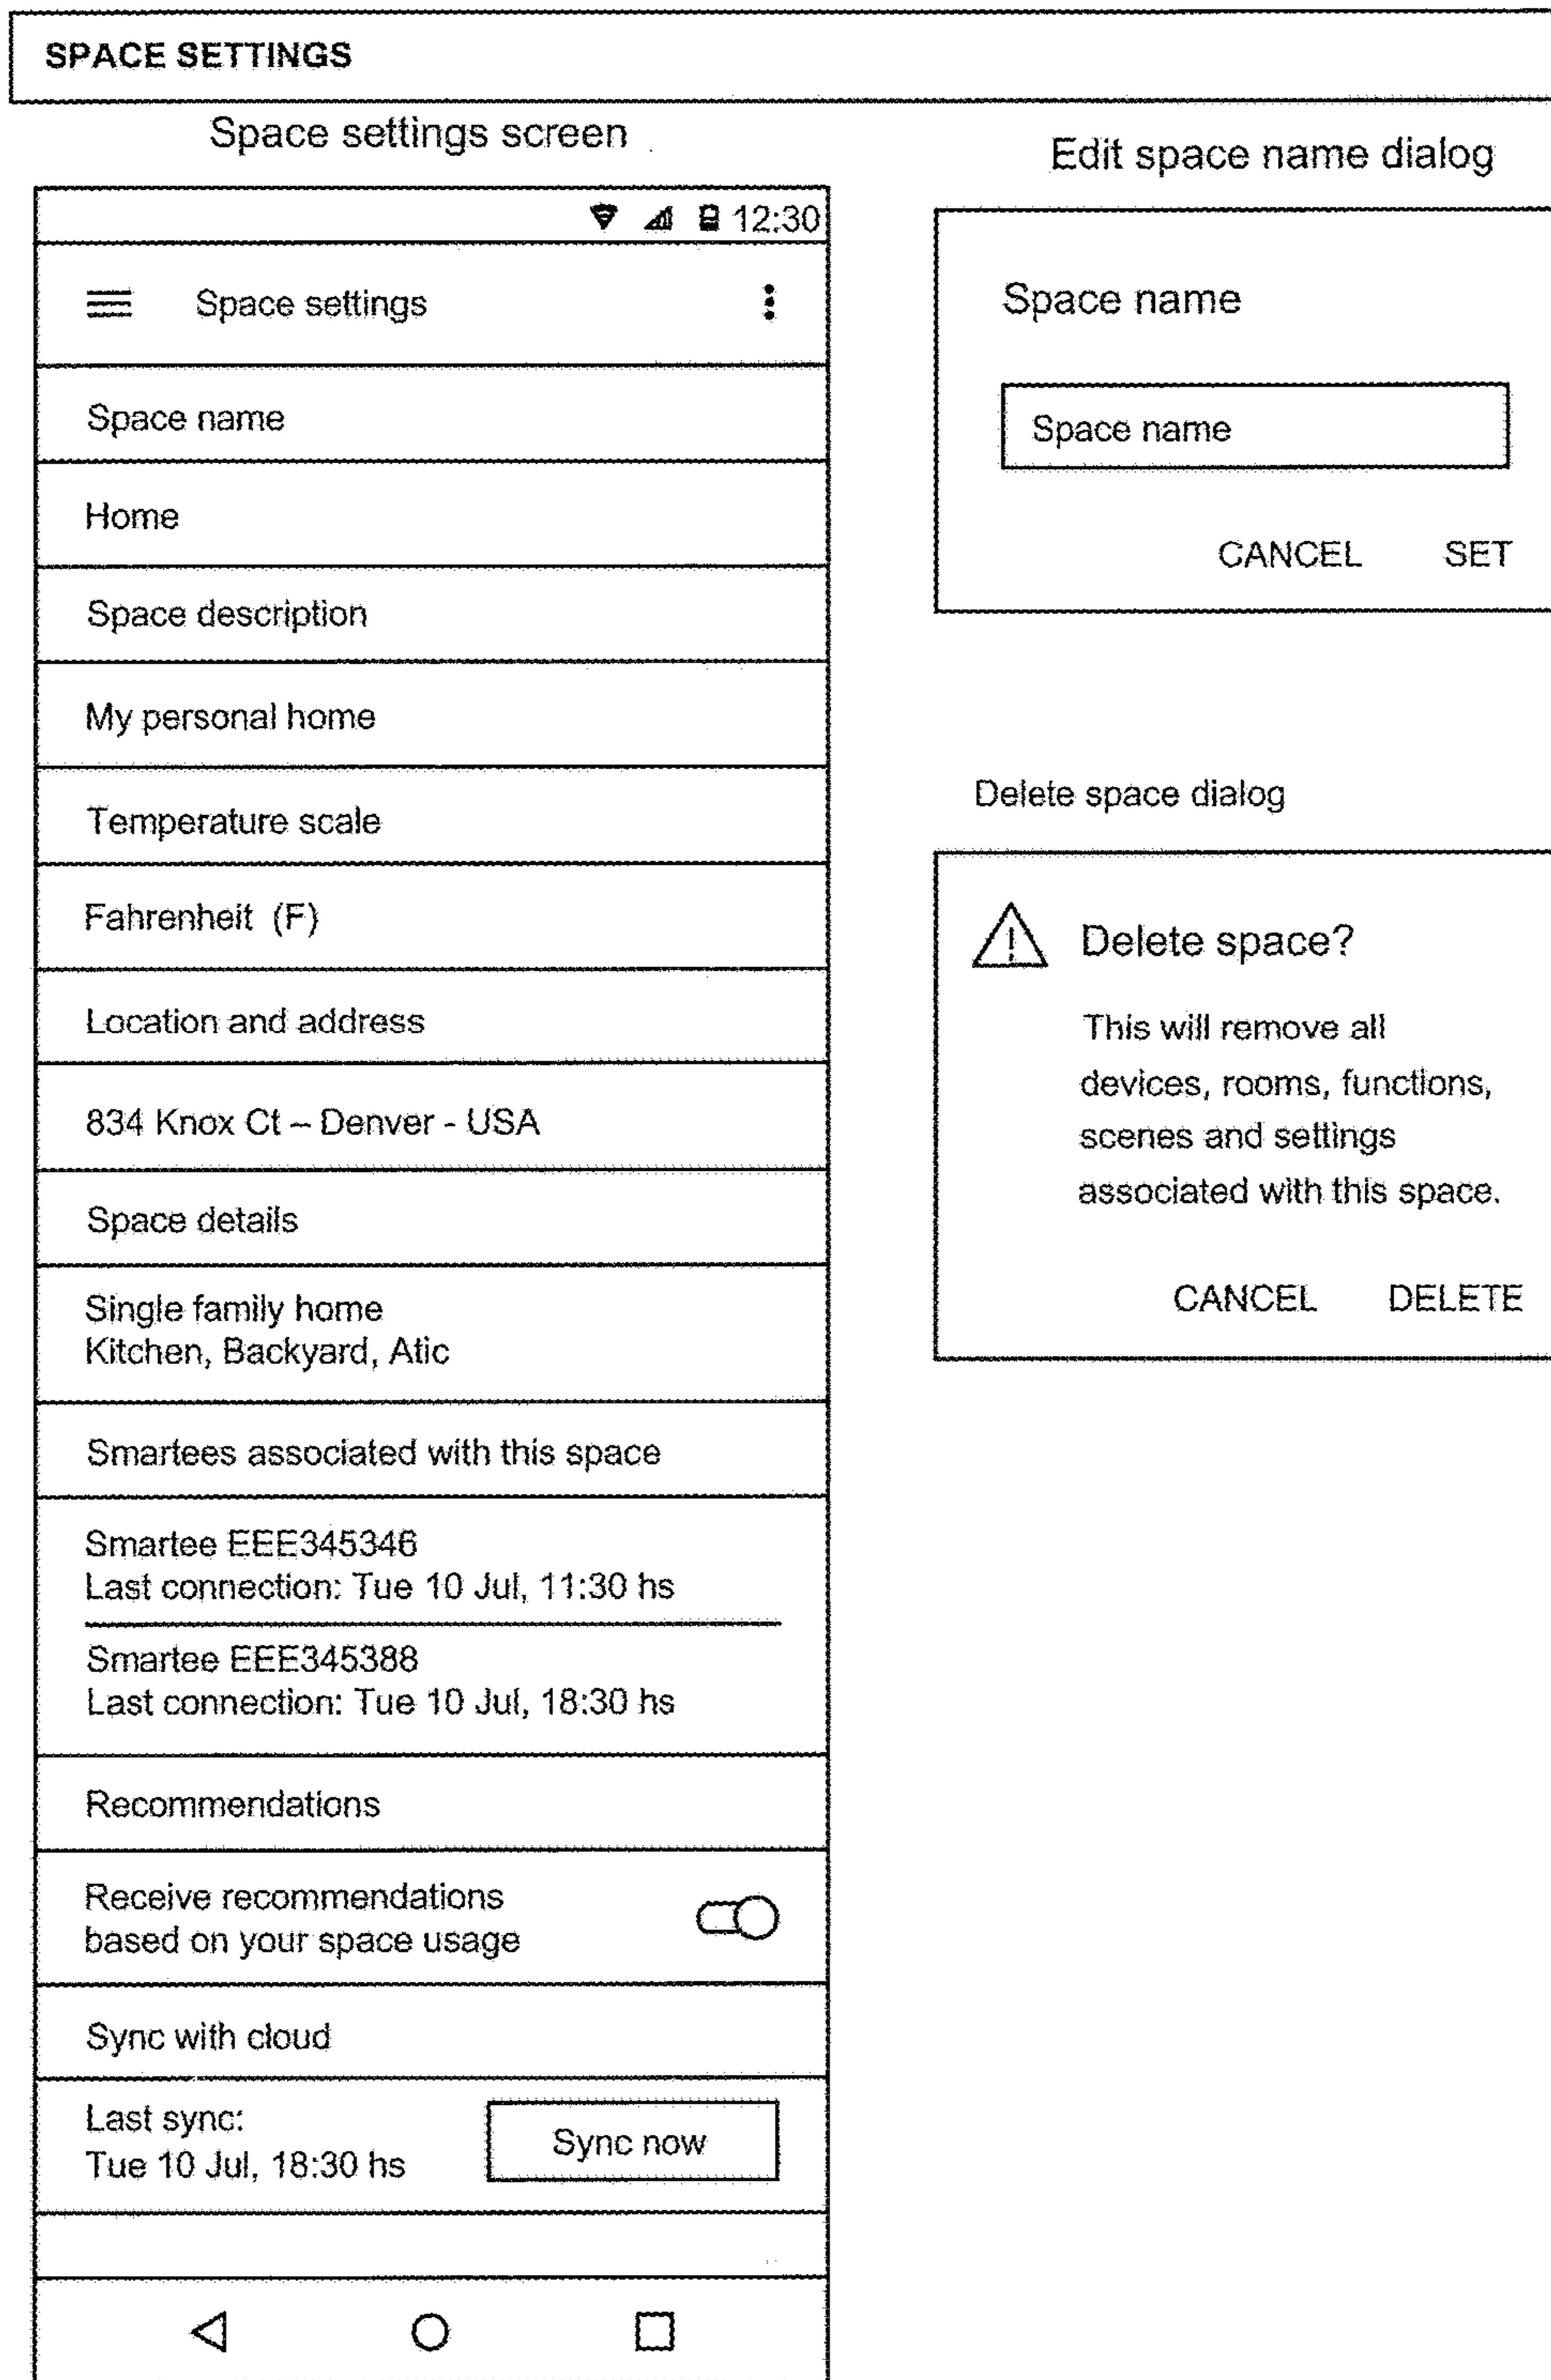 SPACE SETTINGS
Space settings screen
12:30
Space settings
Space name
Home
Space description
My personal home
Temperature scale
Fahrenheit (F)
Location and address
834 Knox Ct – Denver - USA
Space details
Single family home
Kitchen, Backyard, Atic
Smartees associated with this space
Smartee EEE345346
Last connection: Tue 10 Jul, 11:30 hs
Smartee EEE345388
Last connection: Tue 10 Jul, 18:30 hs
Recommendations
Receive recommendations
based on your space usage
Sync with cloud
Last sync:
Tue 10 Jul, 18:30 hs
Sync now
Edit space name dialog
Space name
Space name
CANCEL SET
Delete space dialog
Delete space?
This will remove all
devices, rooms, functions,
scenes and settings
associated with this space.
CANCEL DELETE